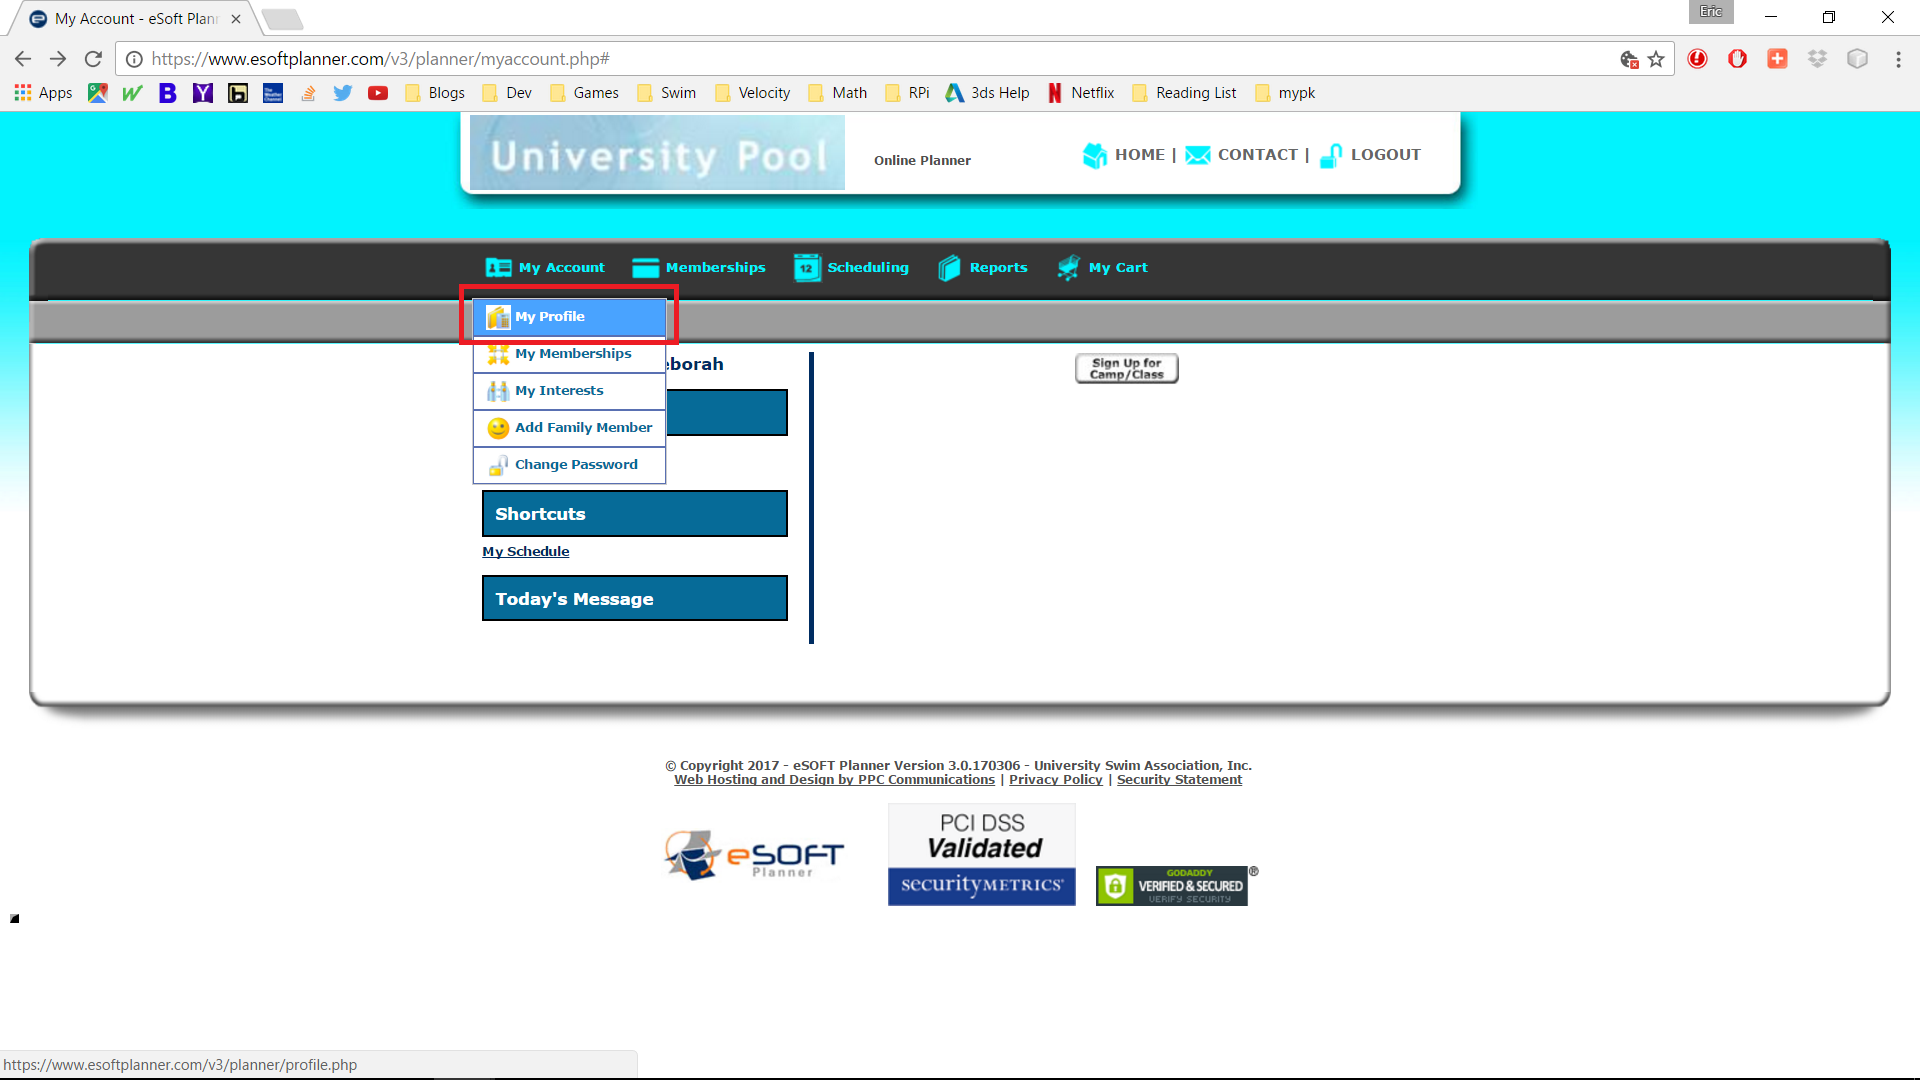 My Account - eSoft Plann
Eric
https://www.esoftplanner.com/v3/planner/myaccount.php#
Apps Blogs Dev Games Swim Velocity Math RPi 3ds Help Netflix Reading List mypk
University Pool
Online Planner
HOME | CONTACT | LOGOUT
My Account Memberships 12 Scheduling Reports My Cart
My Profile
My Memberships
My Interests
Add Family Member
Change Password
eborah
Sign Up for
Camp/Class
Shortcuts
My Schedule
Today's Message
© Copyright 2017 - eSOFT Planner Version 3.0.170306 - University Swim Association, Inc.
Web Hosting and Design by PPC Communications | Privacy Policy | Security Statement
eSOFT
Planner
PCI DSS
Validated
securityMETRICS
GODADDY
VERIFIED & SECURED
VERIFY SECURITY
®
https://www.esoftplanner.com/v3/planner/profile.php